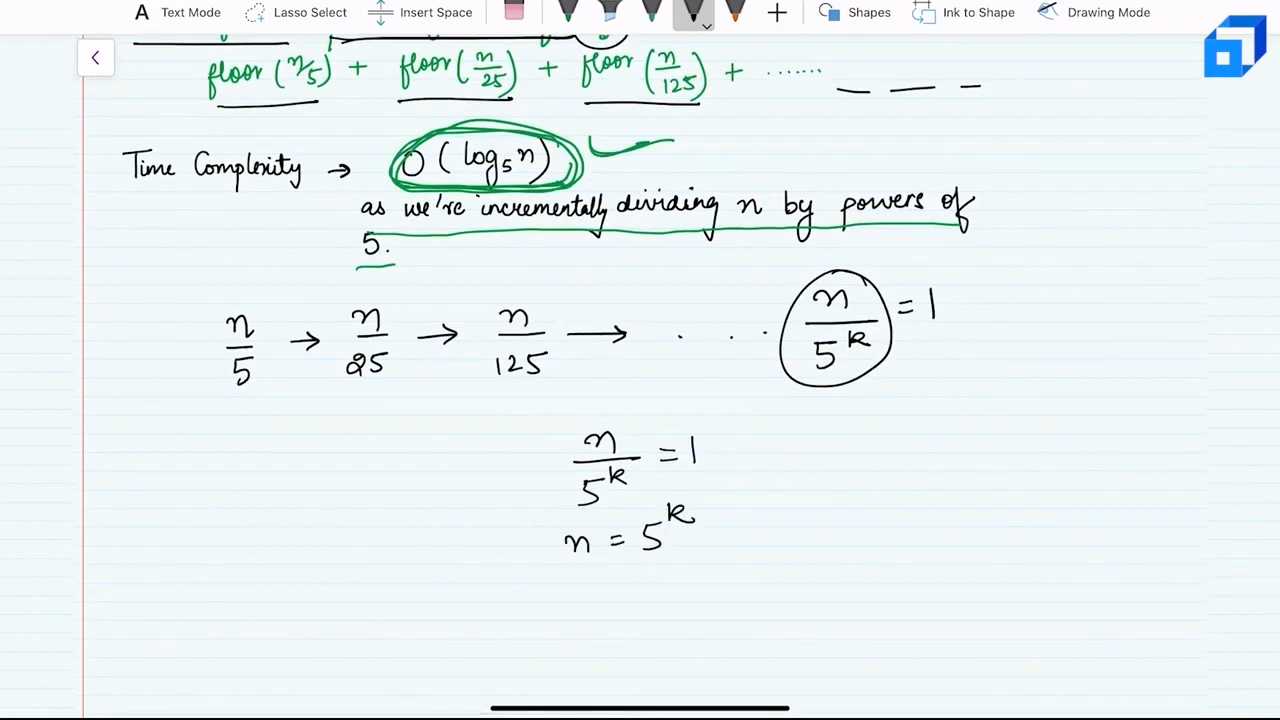 A Text Mode Lasso Select Insert Space Shapes Ink to Shape Drawing Mode
floor (n/5) + floor (n/25) + floor (n/125) + ......
Time Complexity → O (log₅n)
as we're incrementally dividing n by powers of
5.
n/5 → n/25 → n/125 → . . . n/5^k = 1
n/5^k = 1
n = 5^k